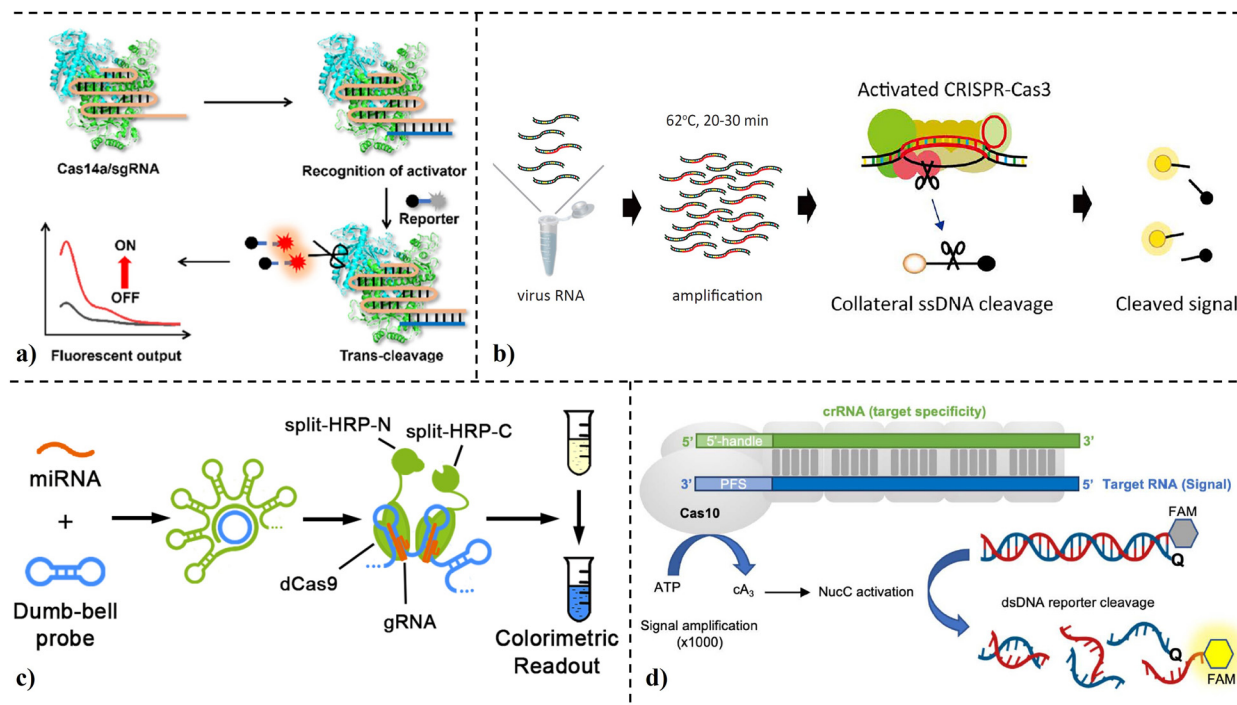 Cas14a/sgRNA
Recognition of activator
Reporter
ON
OFF
Fluorescent output
Trans-cleavage
a)
62°C, 20-30 min
Activated CRISPR-Cas3
virus RNA
amplification
Collateral ssDNA cleavage
Cleaved signal
b)
miRNA
+
Dumb-bell
probe
split-HRP-N
split-HRP-C
dCas9
gRNA
Colorimetric
Readout
c)
crRNA (target specificity)
5' 5'-handle 3'
3' PFS 5' Target RNA (Signal)
Cas10
ATP
cA₃
NucC activation
Signal amplification
(x1000)
FAM
Q
dsDNA reporter cleavage
Q
FAM
d)